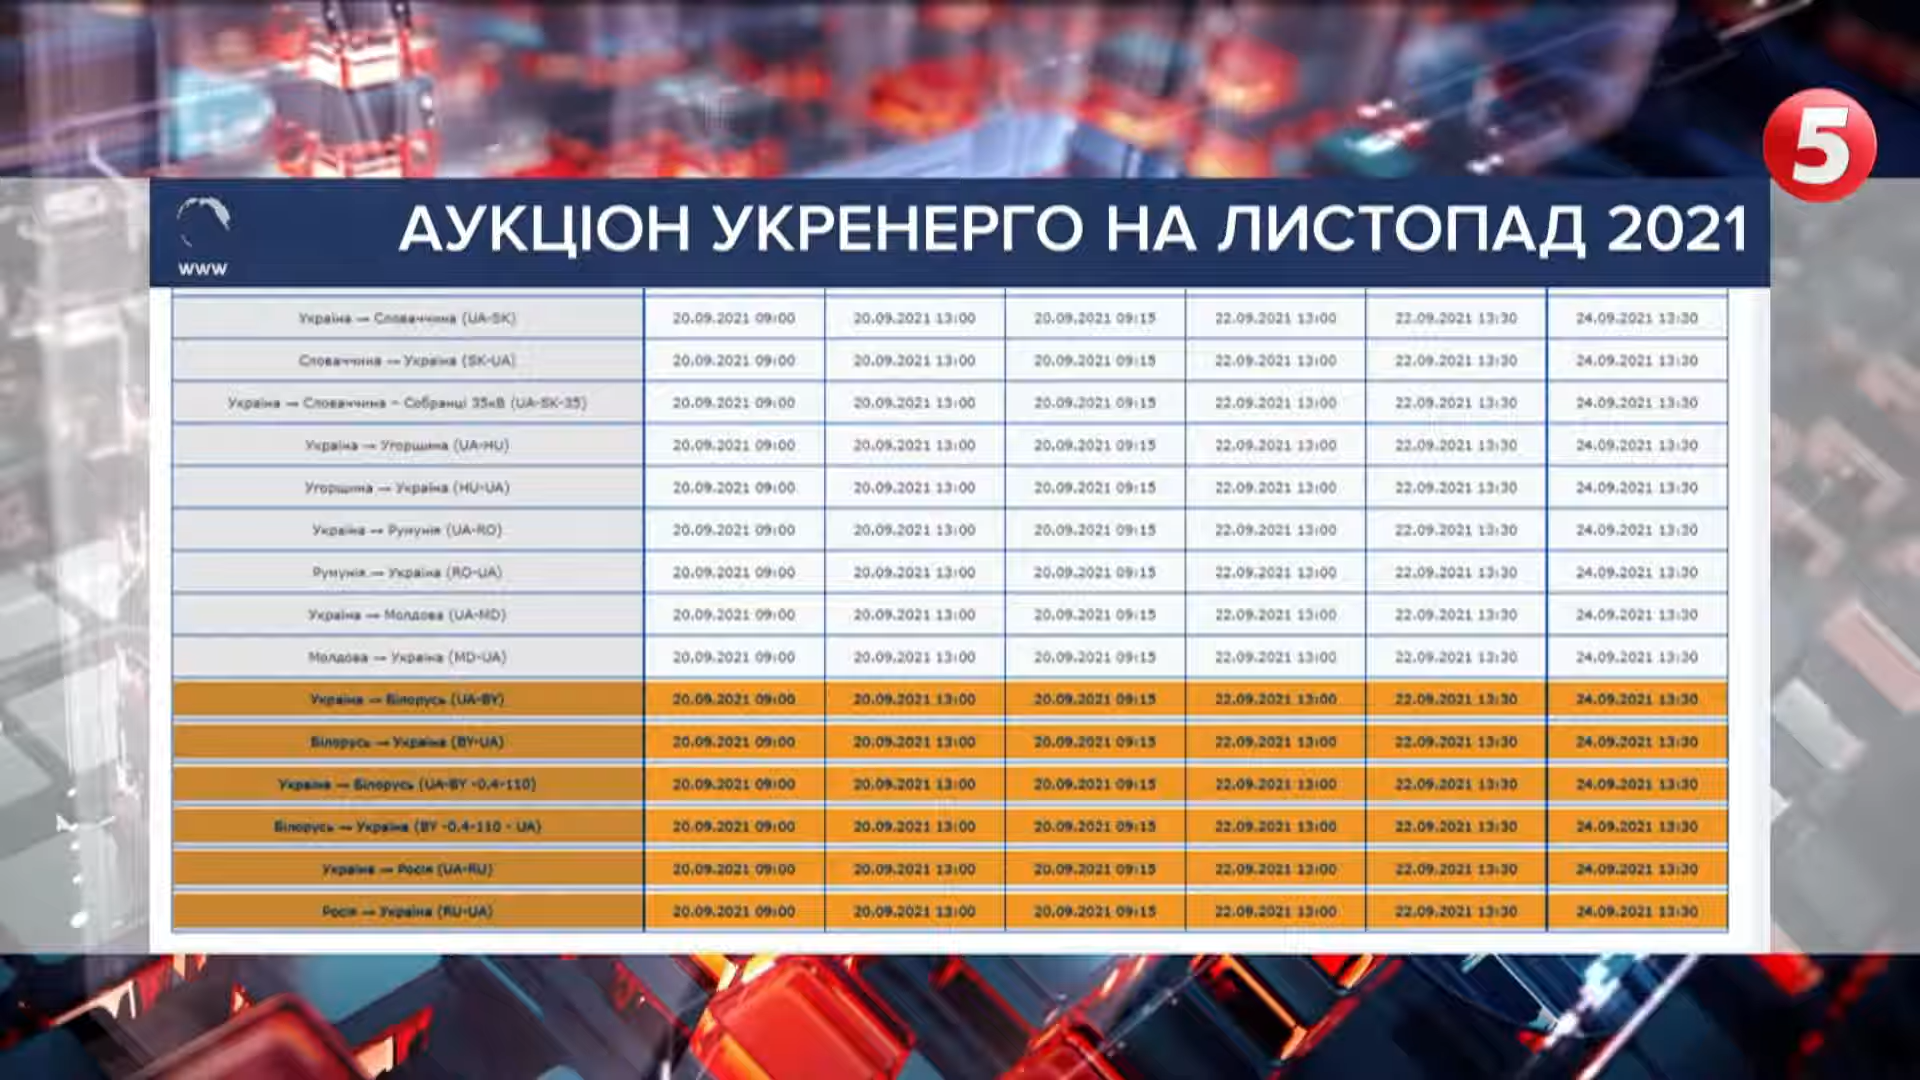 5
АУКЦІОН УКРЕНЕРГО НА ЛИСТОПАД 2021
www
Україна → Словаччина (UA-SK) 20.09.2021 09:00 20.09.2021 13:00 20.09.2021 09:15 22.09.2021 13:00 22.09.2021 13:30 24.09.2021 13:30
Словаччина → Україна (SK-UA) 20.09.2021 09:00 20.09.2021 13:00 20.09.2021 09:15 22.09.2021 13:00 22.09.2021 13:30 24.09.2021 13:30
Україна → Словаччина - Собранці 35кВ (UA-SK-35) 20.09.2021 09:00 20.09.2021 13:00 20.09.2021 09:15 22.09.2021 13:00 22.09.2021 13:30 24.09.2021 13:30
Україна → Угорщина (UA-HU) 20.09.2021 09:00 20.09.2021 13:00 20.09.2021 09:15 22.09.2021 13:00 22.09.2021 13:30 24.09.2021 13:30
Угорщина → Україна (HU-UA) 20.09.2021 09:00 20.09.2021 13:00 20.09.2021 09:15 22.09.2021 13:00 22.09.2021 13:30 24.09.2021 13:30
Україна → Румунія (UA-RO) 20.09.2021 09:00 20.09.2021 13:00 20.09.2021 09:15 22.09.2021 13:00 22.09.2021 13:30 24.09.2021 13:30
Румунія → Україна (RO-UA) 20.09.2021 09:00 20.09.2021 13:00 20.09.2021 09:15 22.09.2021 13:00 22.09.2021 13:30 24.09.2021 13:30
Україна → Молдова (UA-MD) 20.09.2021 09:00 20.09.2021 13:00 20.09.2021 09:15 22.09.2021 13:00 22.09.2021 13:30 24.09.2021 13:30
Молдова → Україна (MD-UA) 20.09.2021 09:00 20.09.2021 13:00 20.09.2021 09:15 22.09.2021 13:00 22.09.2021 13:30 24.09.2021 13:30
Україна → Білорусь (UA-BY) 20.09.2021 09:00 20.09.2021 13:00 20.09.2021 09:15 22.09.2021 13:00 22.09.2021 13:30 24.09.2021 13:30
Білорусь → Україна (BY-UA) 20.09.2021 09:00 20.09.2021 13:00 20.09.2021 09:15 22.09.2021 13:00 22.09.2021 13:30 24.09.2021 13:30
Україна → Білорусь (UA-BY -0.4-110) 20.09.2021 09:00 20.09.2021 13:00 20.09.2021 09:15 22.09.2021 13:00 22.09.2021 13:30 24.09.2021 13:30
Білорусь → Україна (BY -0.4-110 - UA) 20.09.2021 09:00 20.09.2021 13:00 20.09.2021 09:15 22.09.2021 13:00 22.09.2021 13:30 24.09.2021 13:30
Україна → Росія (UA-RU) 20.09.2021 09:00 20.09.2021 13:00 20.09.2021 09:15 22.09.2021 13:00 22.09.2021 13:30 24.09.2021 13:30
Росія → Україна (RU-UA) 20.09.2021 09:00 20.09.2021 13:00 20.09.2021 09:15 22.09.2021 13:00 22.09.2021 13:30 24.09.2021 13:30